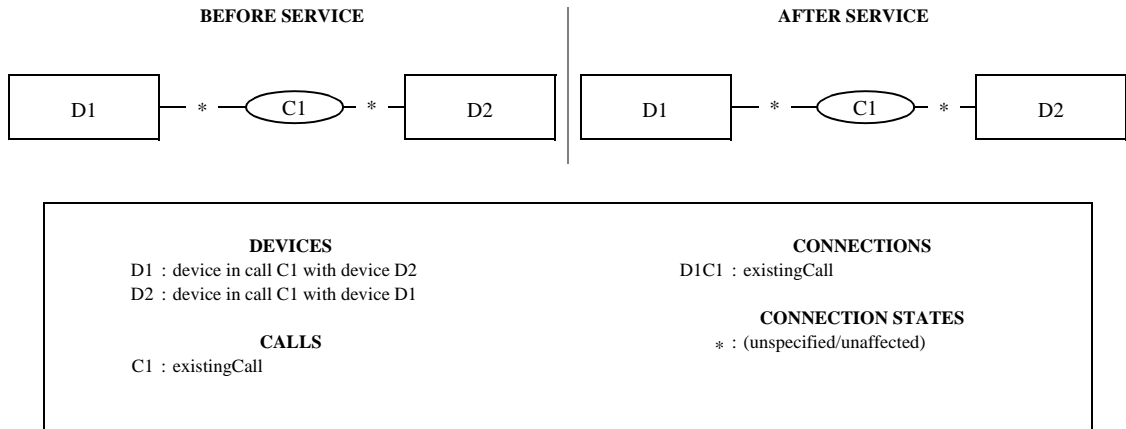 BEFORE SERVICE
AFTER SERVICE
D1 * C1 * D2
D1 * C1 * D2
DEVICES
D1 : device in call C1 with device D2
D2 : device in call C1 with device D1
CALLS
C1 : existingCall
CONNECTIONS
D1C1 : existingCall
CONNECTION STATES
* : (unspecified/unaffected)